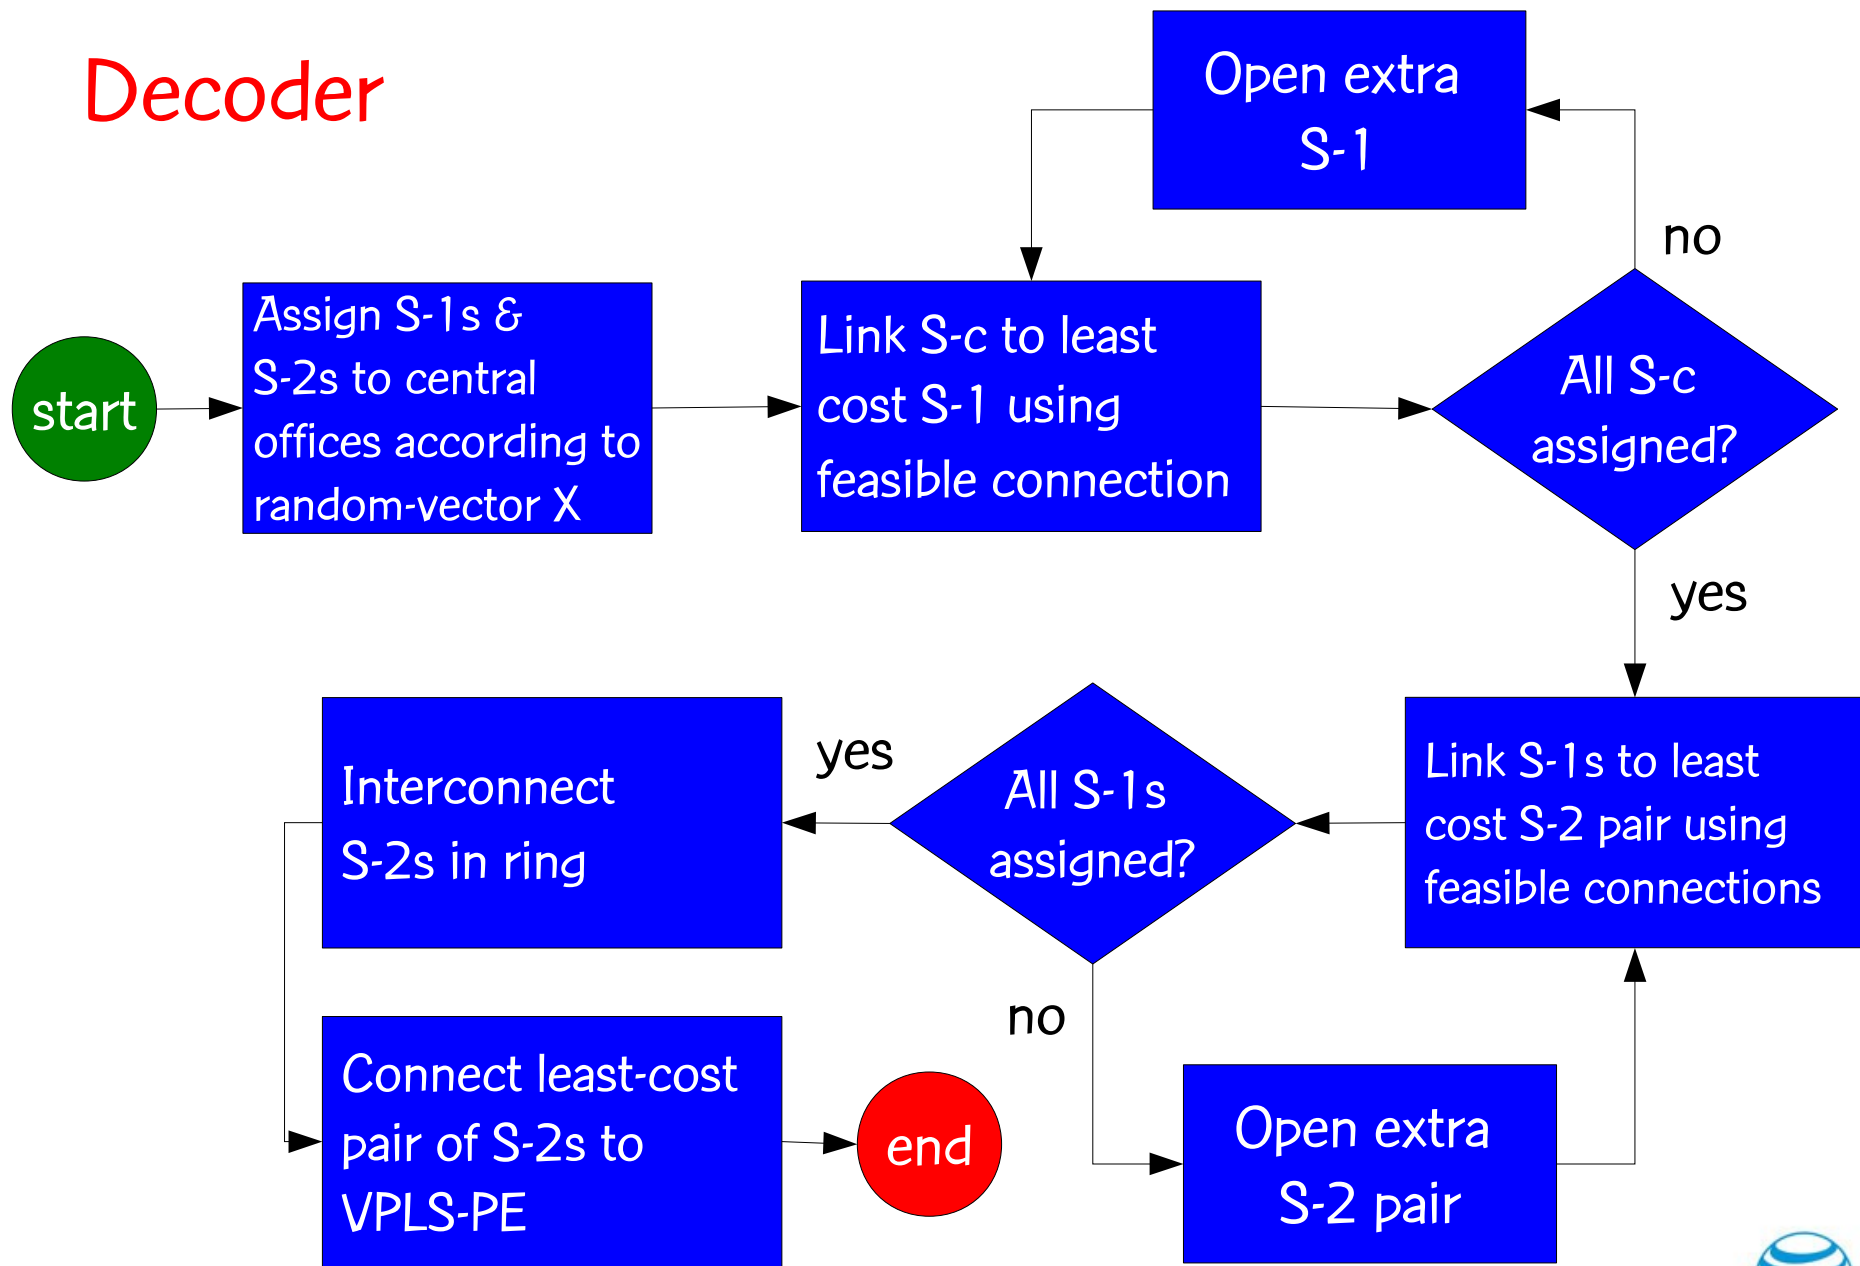 Decoder
Open extra
S-1
no
start
Assign S-1s &
S-2s to central
offices according to
random-vector X
Link S-c to least
cost S-1 using
feasible connection
All S-c
assigned?
yes
Link S-1s to least
cost S-2 pair using
feasible connections
All S-1s
assigned?
yes
Interconnect
S-2s in ring
no
Connect least-cost
pair of S-2s to
VPLS-PE
end
Open extra
S-2 pair